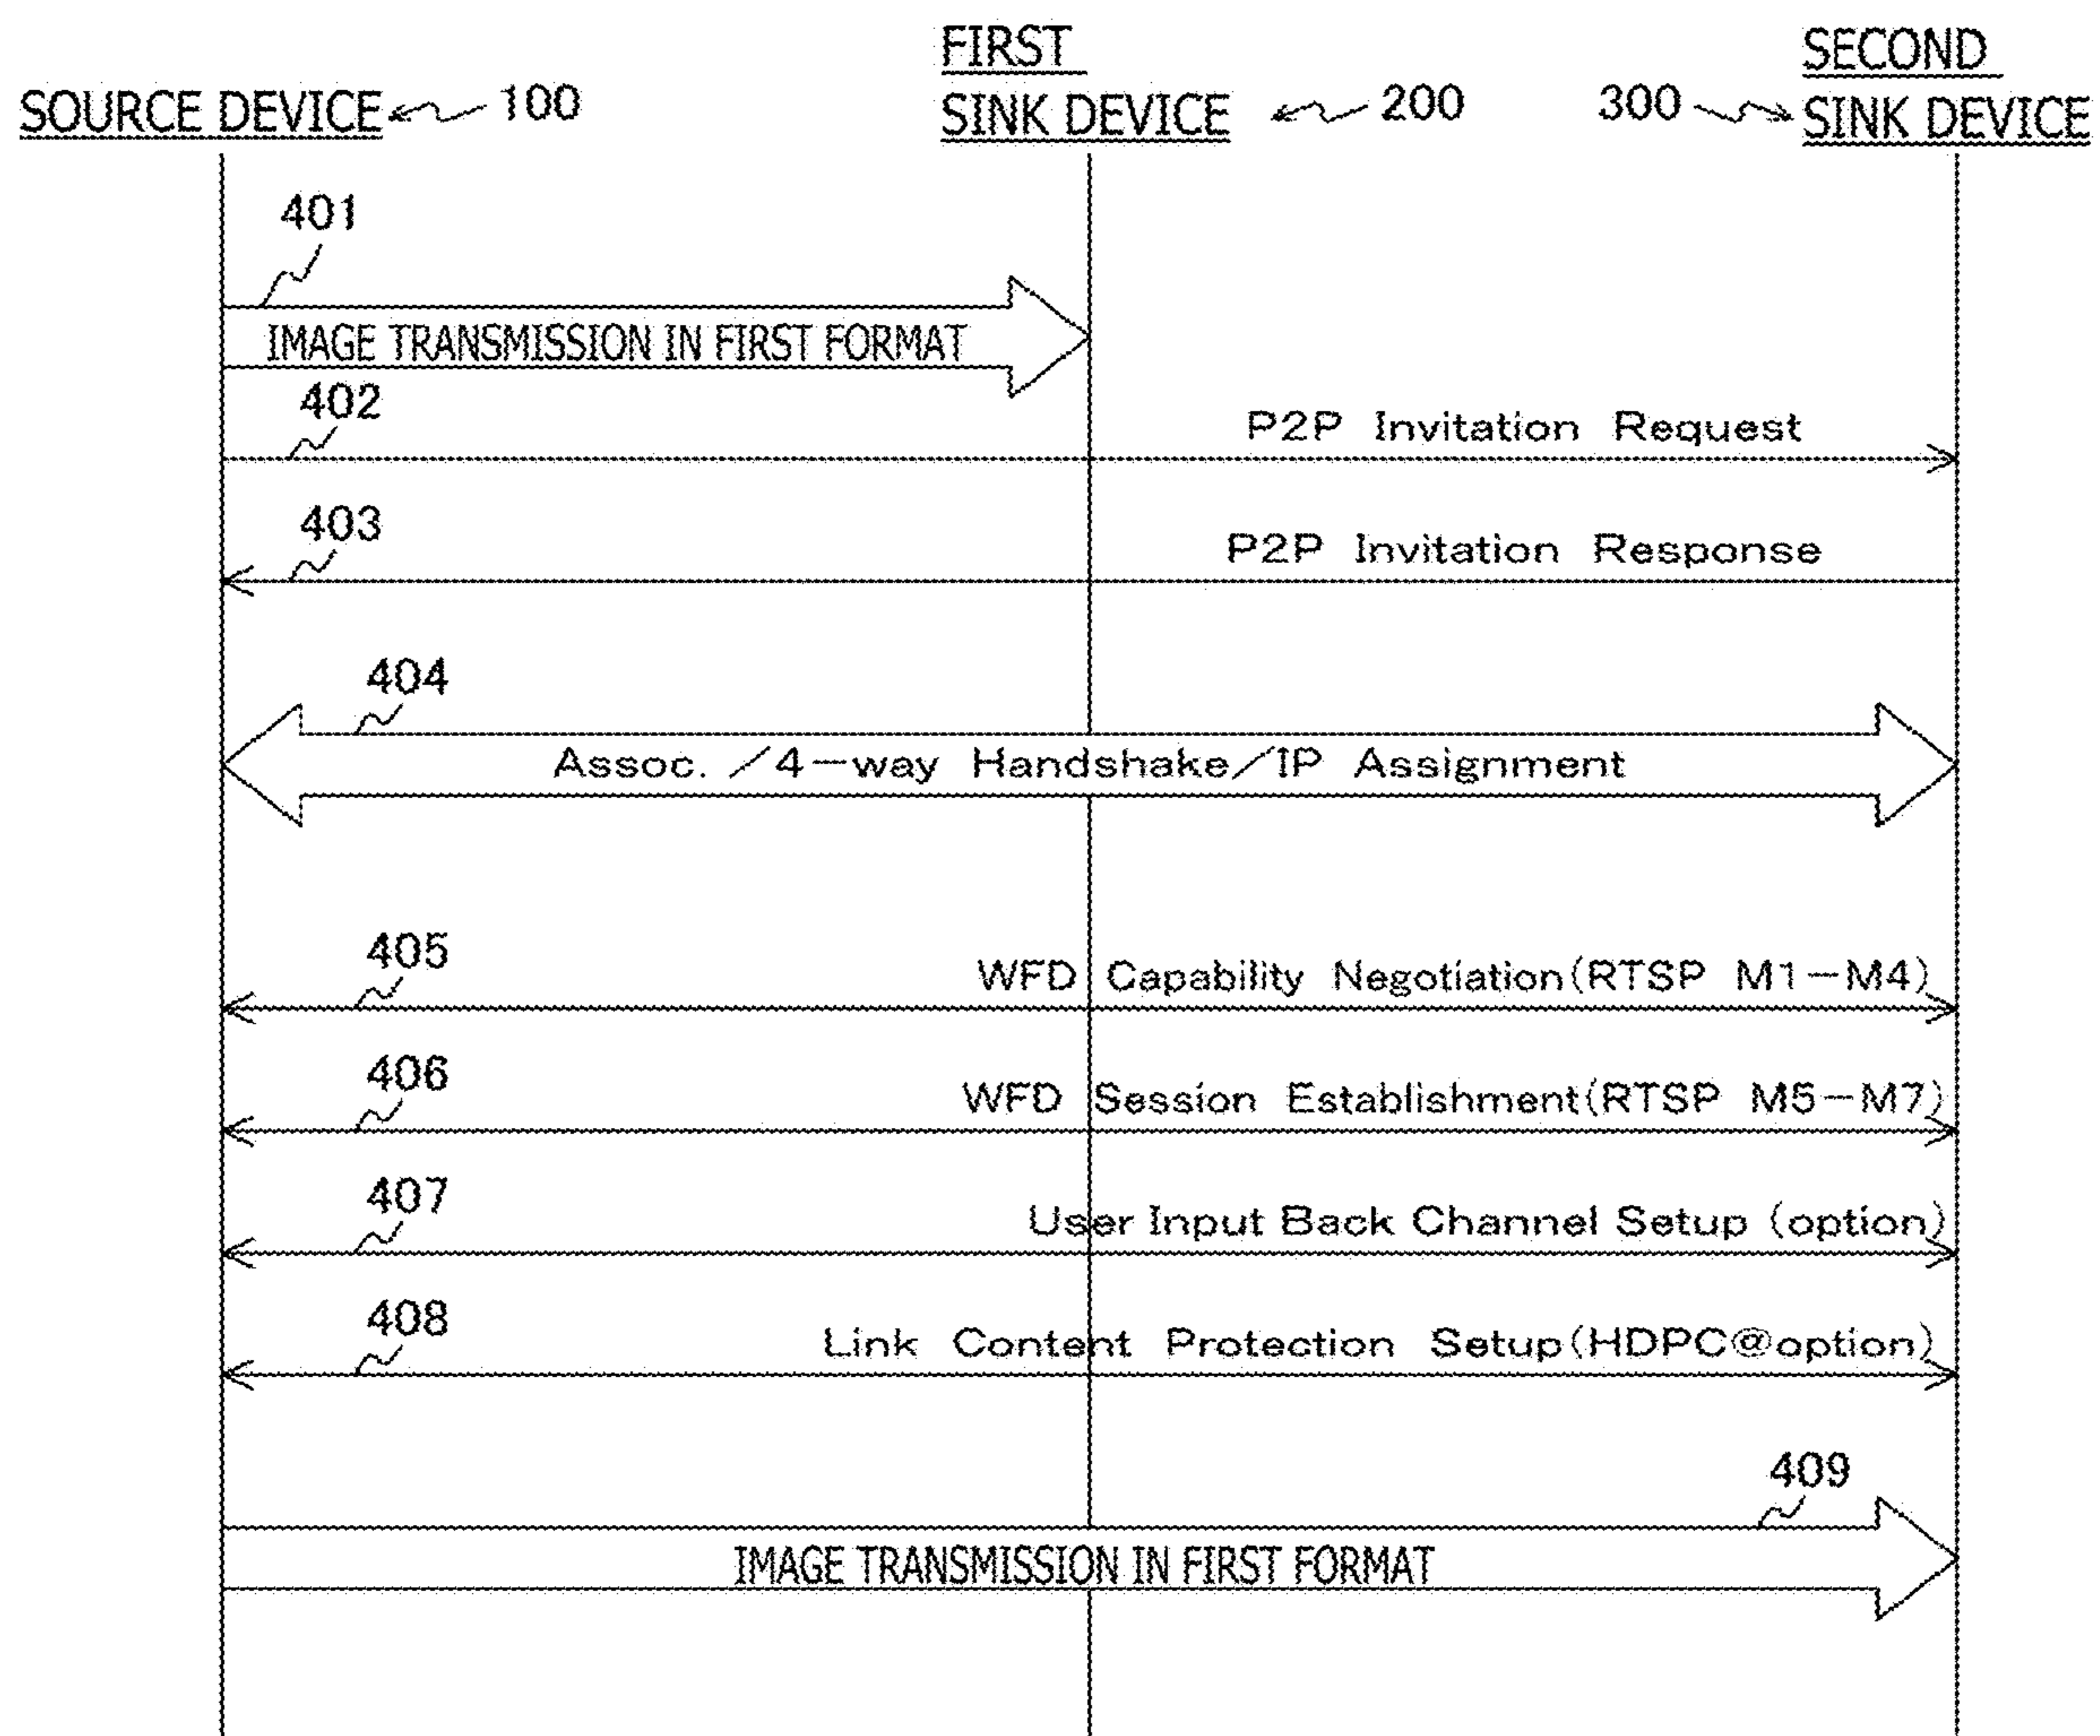 FIRST
SECOND
SOURCE DEVICE 100
SINK DEVICE 200
300 SINK DEVICE
401
IMAGE TRANSMISSION IN FIRST FORMAT
402
P2P Invitation Request
403
P2P Invitation Response
404
Assoc. /4-way Handshake/IP Assignment
405
WFD Capability Negotiation(RTSP M1-M4)
406
WFD Session Establishment(RTSP M5-M7)
407
User Input Back Channel Setup (option)
408
Link Content Protection Setup(HDPC@option)
409
IMAGE TRANSMISSION IN FIRST FORMAT